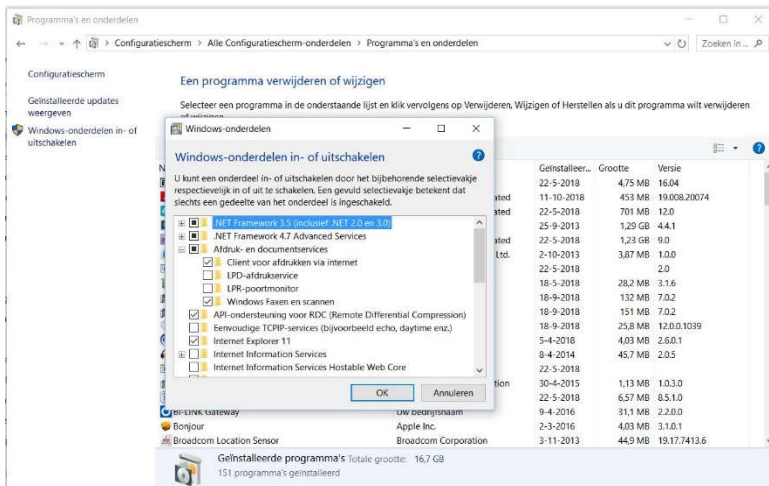 Programma's en onderdelen
Configuratiescherm > Alle Configuratiescherm-onderdelen > Programma's en onderdelen
Zoeken in ...
Configuratiescherm
Geïnstalleerde updates
weergeven
Windows-onderdelen in- of
uitschakelen
Een programma verwijderen of wijzigen
Selecteer een programma in de onderstaande lijst en klik vervolgens op Verwijderen, Wijzigen of Herstellen als u dit programma wilt verwijderen
of wijzigen.
Windows-onderdelen
Windows-onderdelen in- of uitschakelen
U kunt een onderdeel in- of uitschakelen door het bijbehorende selectievakje
respectievelijk in of uit te schakelen. Een gevuld selectievakje betekent dat
slechts een gedeelte van het onderdeel is ingeschakeld.
.NET Framework 3.5 (inclusief .NET 2.0 en 3.0)
.NET Framework 4.7 Advanced Services
Afdruk- en documentservices
Client voor afdrukken via internet
LPD-afdrukservice
LPR-poortmonitor
Windows Faxen en scannen
API-ondersteuning voor RDC (Remote Differential Compression)
Eenvoudige TCPIP-services (bijvoorbeeld echo, daytime enz.)
Internet Explorer 11
Internet Information Services
Internet Information Services Hostable Web Core
OK Annuleren
N Geïnstalleer... Grootte Versie
22-5-2018 4,75 MB 16.04
ated 11-10-2018 453 MB 19.008.20074
ated 22-5-2018 701 MB 12.0
25-9-2013 1,29 GB 4.4.1
ated 22-5-2018 1,23 GB 9.0
Ltd. 2-10-2013 3,87 MB 1.0.0
22-5-2018 2.0
18-5-2018 28,2 MB 3.1.6
18-9-2018 132 MB 7.0.2
18-9-2018 151 MB 7.0.2
18-9-2018 25,8 MB 12.0.0.1039
5-4-2018 4,03 MB 2.6.0.1
8-4-2014 45,7 MB 2.0.5
22-5-2018
tion 30-4-2015 1,13 MB 1.0.3.0
22-5-2018 6,57 MB 8.5.1.0
BI-LINK Gateway Uw bedrijfsnaam 9-4-2016 31,1 MB 2.2.0.0
Bonjour Apple Inc. 2-3-2016 4,03 MB 3.1.0.1
Broadcom Location Sensor Broadcom Corporation 3-11-2013 44,9 MB 19.17.7413.6
Geïnstalleerde programma's Totale grootte: 16,7 GB
151 programma's geïnstalleerd